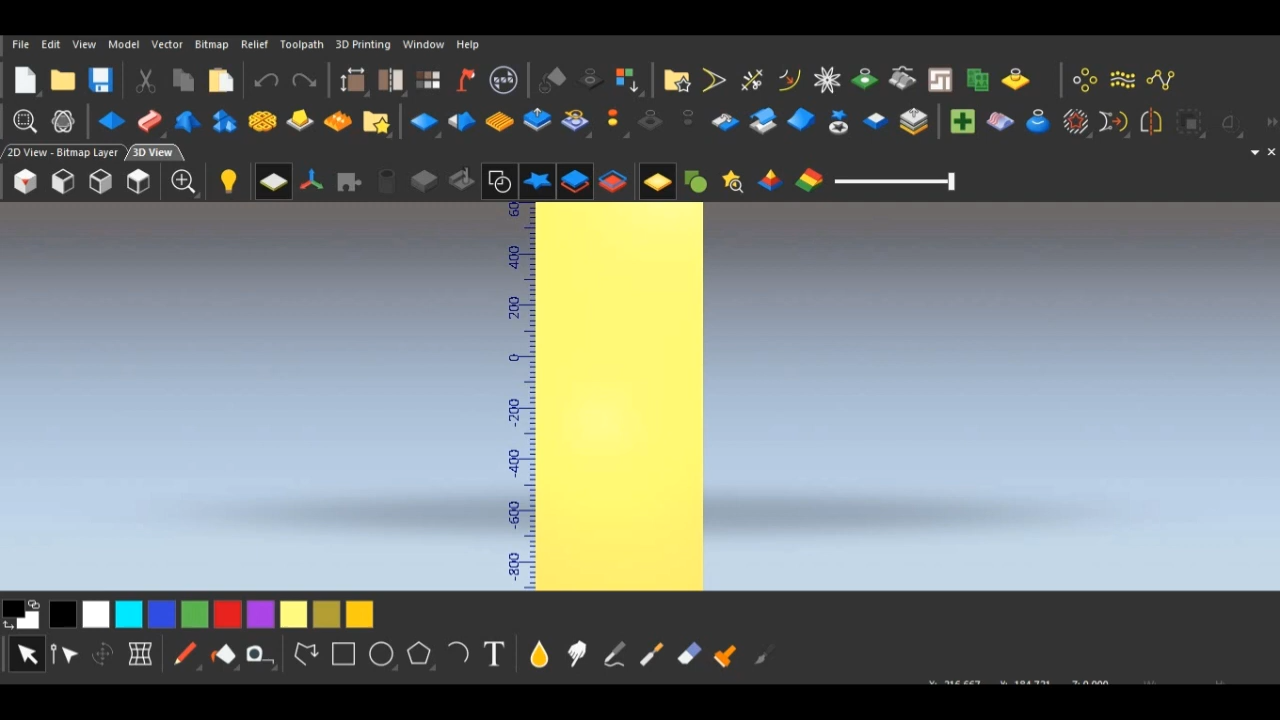 File Edit View Model Vector Bitmap Relief Toolpath 3D Printing Window Help
2D View - Bitmap Layer 3D View
400
200
0
-200
-400
-600
-800
T